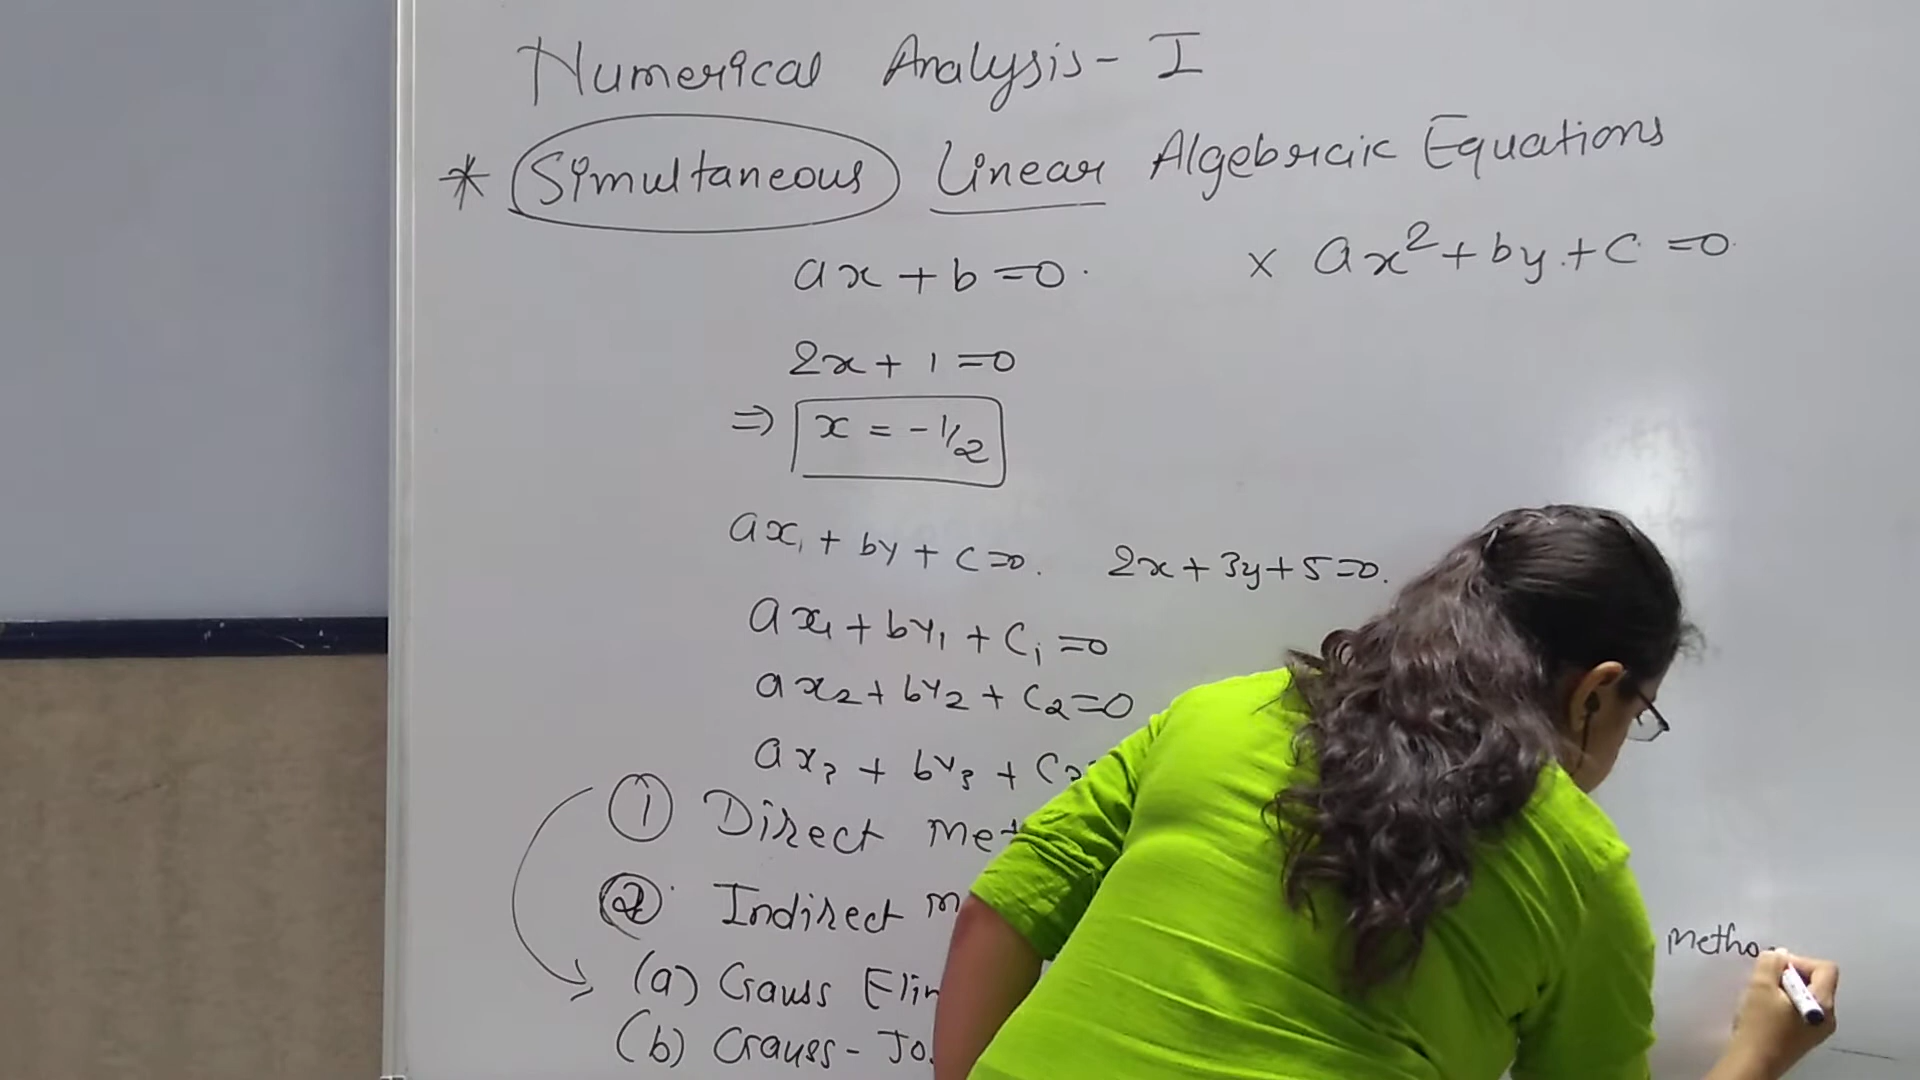 Numerical Analysis - I
* Simultaneous Linear Algebraic Equations
ax + b = 0.
x ax² + by + c = 0
2x + 1 = 0
⇒ x = -1/2
ax₁ + by + c = 0. 2x + 3y + 5 = 0.
ax₁ + by₁ + c₁ = 0
ax₂ + by₂ + c₂ = 0
ax₃ + by₃ + c₃
① Direct Met
② Indirect M
(a) Gauss Elim
(b) Gauss - Jo
Metho